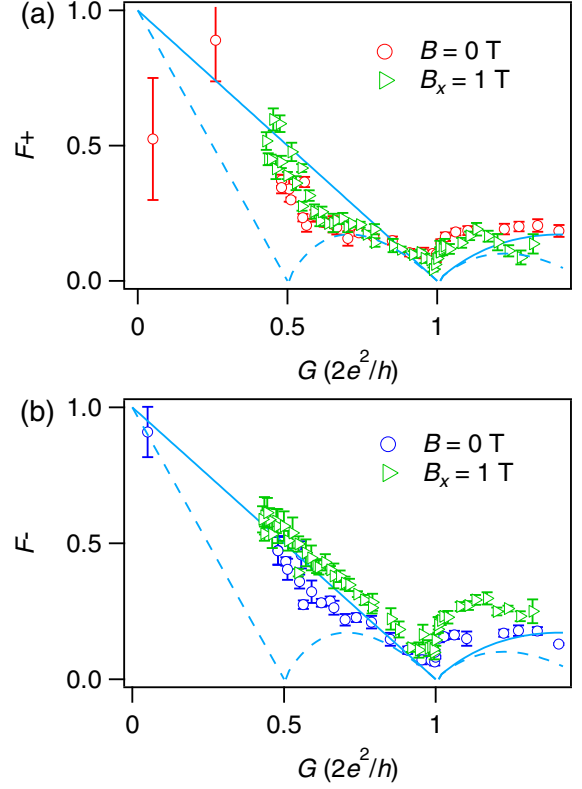 (a)
1.0
0.5
0.0
F+
B = 0 T
Bₓ = 1 T
0
0.5
1
G (2e²/h)
(b)
1.0
0.5
0.0
F-
B = 0 T
Bₓ = 1 T
0
0.5
1
G (2e²/h)